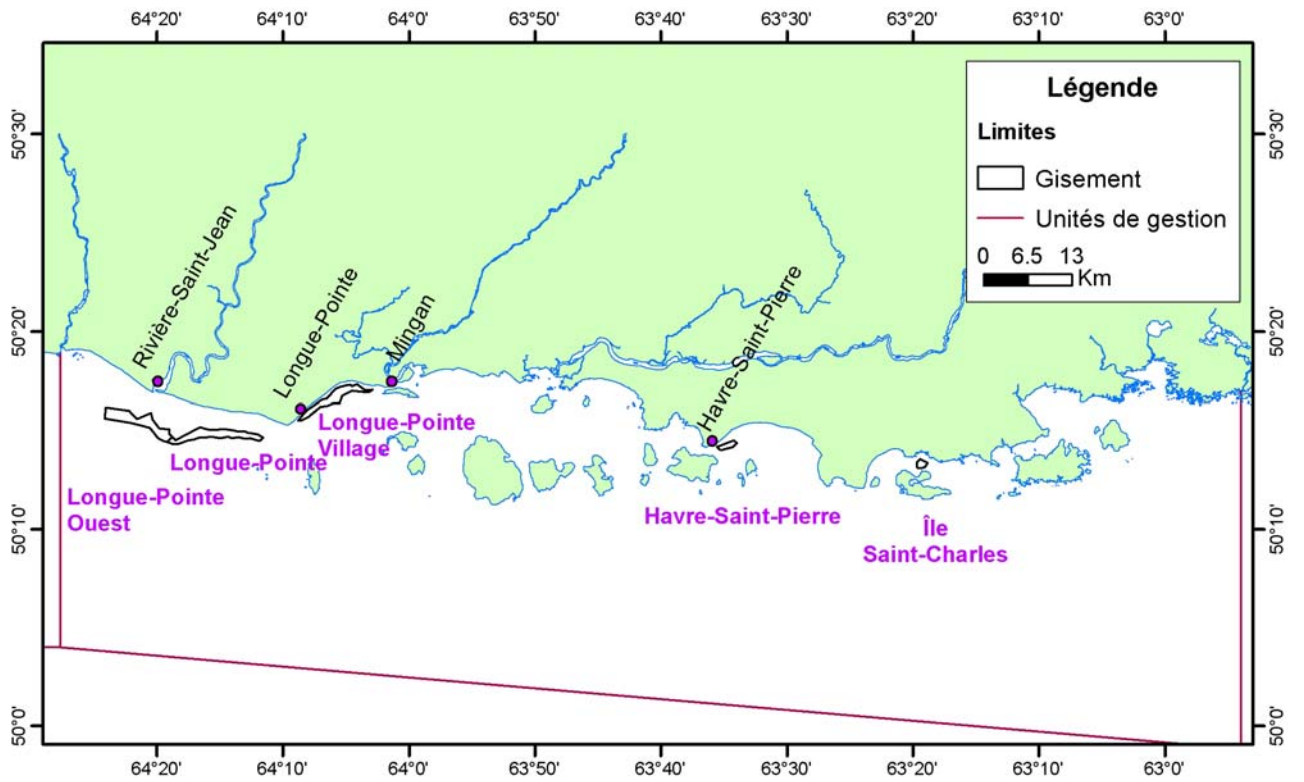 64°20' 64°10' 64°0' 63°50' 63°40' 63°30' 63°20' 63°10' 63°0'
50°30' 50°30'
50°20' 50°20'
50°10' 50°10'
50°0' 50°0'
Légende
Limites
Gisement
Unités de gestion
0 6.5 13
Km
Rivière-Saint-Jean
Longue-Pointe
Mingan
Havre-Saint-Pierre
Longue-Pointe
Village
Longue-Pointe
Longue-Pointe
Ouest
Havre-Saint-Pierre
Île
Saint-Charles
64°20' 64°10' 64°0' 63°50' 63°40' 63°30' 63°20' 63°10' 63°0'